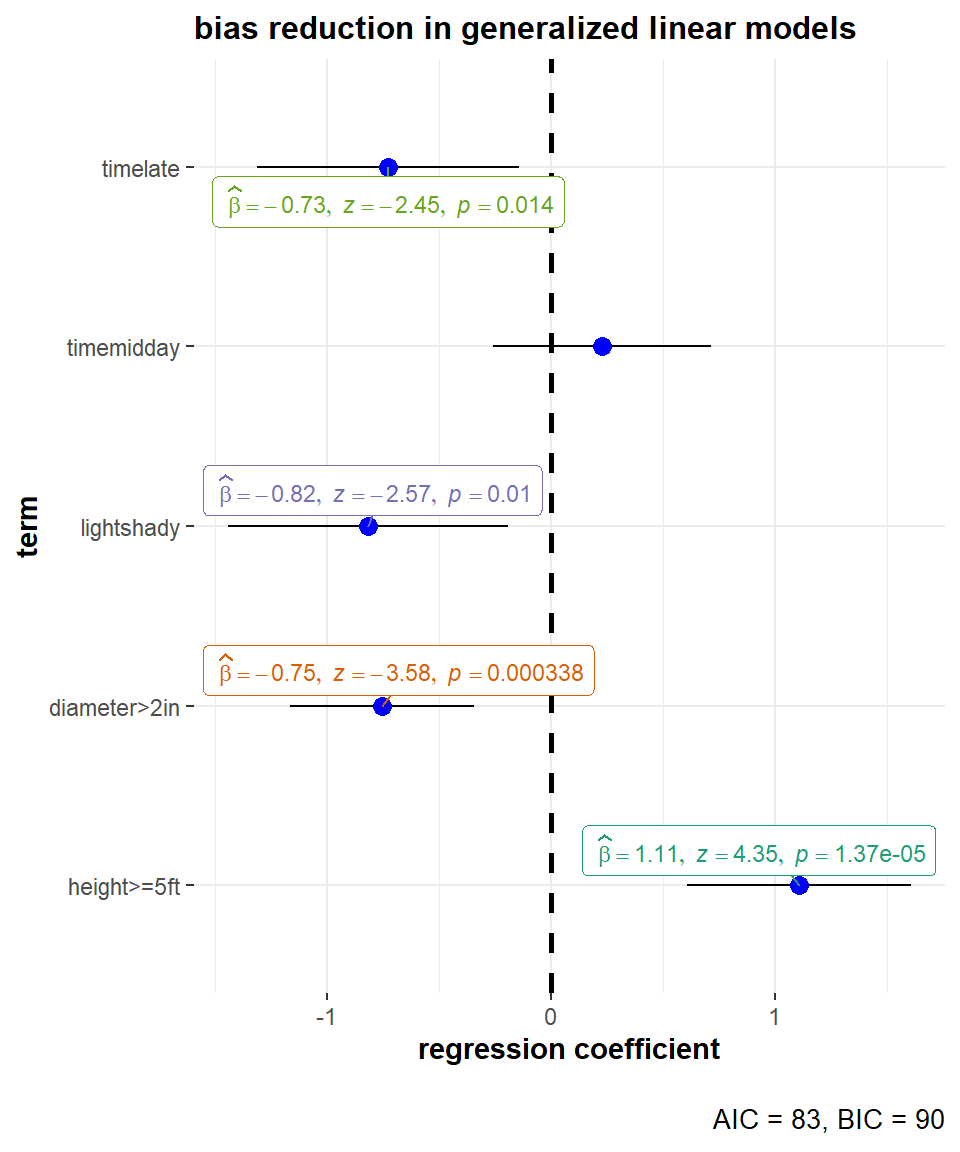 bias reduction in generalized linear models
timelate
β̂ = −0.73, z = −2.45, p = 0.014
timemidday
β̂ = −0.82, z = −2.57, p = 0.01
lightshady
β̂ = −0.75, z = −3.58, p = 0.000338
diameter>2in
β̂ = 1.11, z = 4.35, p = 1.37e-05
height>=5ft
term
-1 0 1
regression coefficient
AIC = 83, BIC = 90